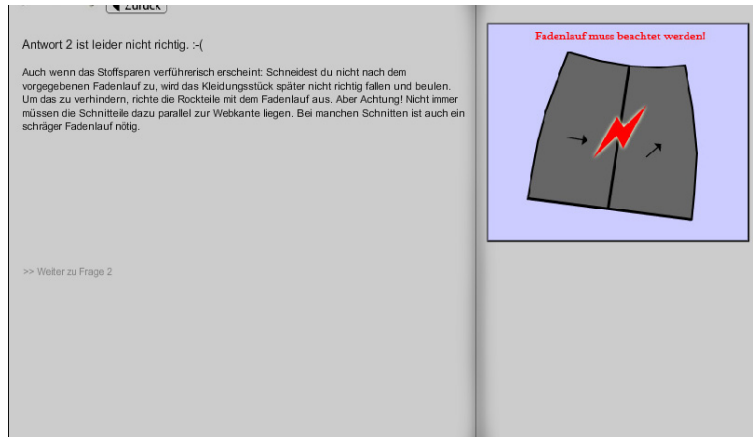 Zurück
Antwort 2 ist leider nicht richtig. :-(
Auch wenn das Stoffsparen verführerisch erscheint: Schneidest du nicht nach dem
vorgegebenen Fadenlauf zu, wird das Kleidungsstück später nicht richtig fallen und beulen.
Um das zu verhindern, richte die Rockteile mit dem Fadenlauf aus. Aber Achtung! Nicht immer
müssen die Schnitteile dazu parallel zur Webkante liegen. Bei manchen Schnitten ist auch ein
schräger Fadenlauf nötig.
>> Weiter zu Frage 2
Fadenlauf muss beachtet werden!